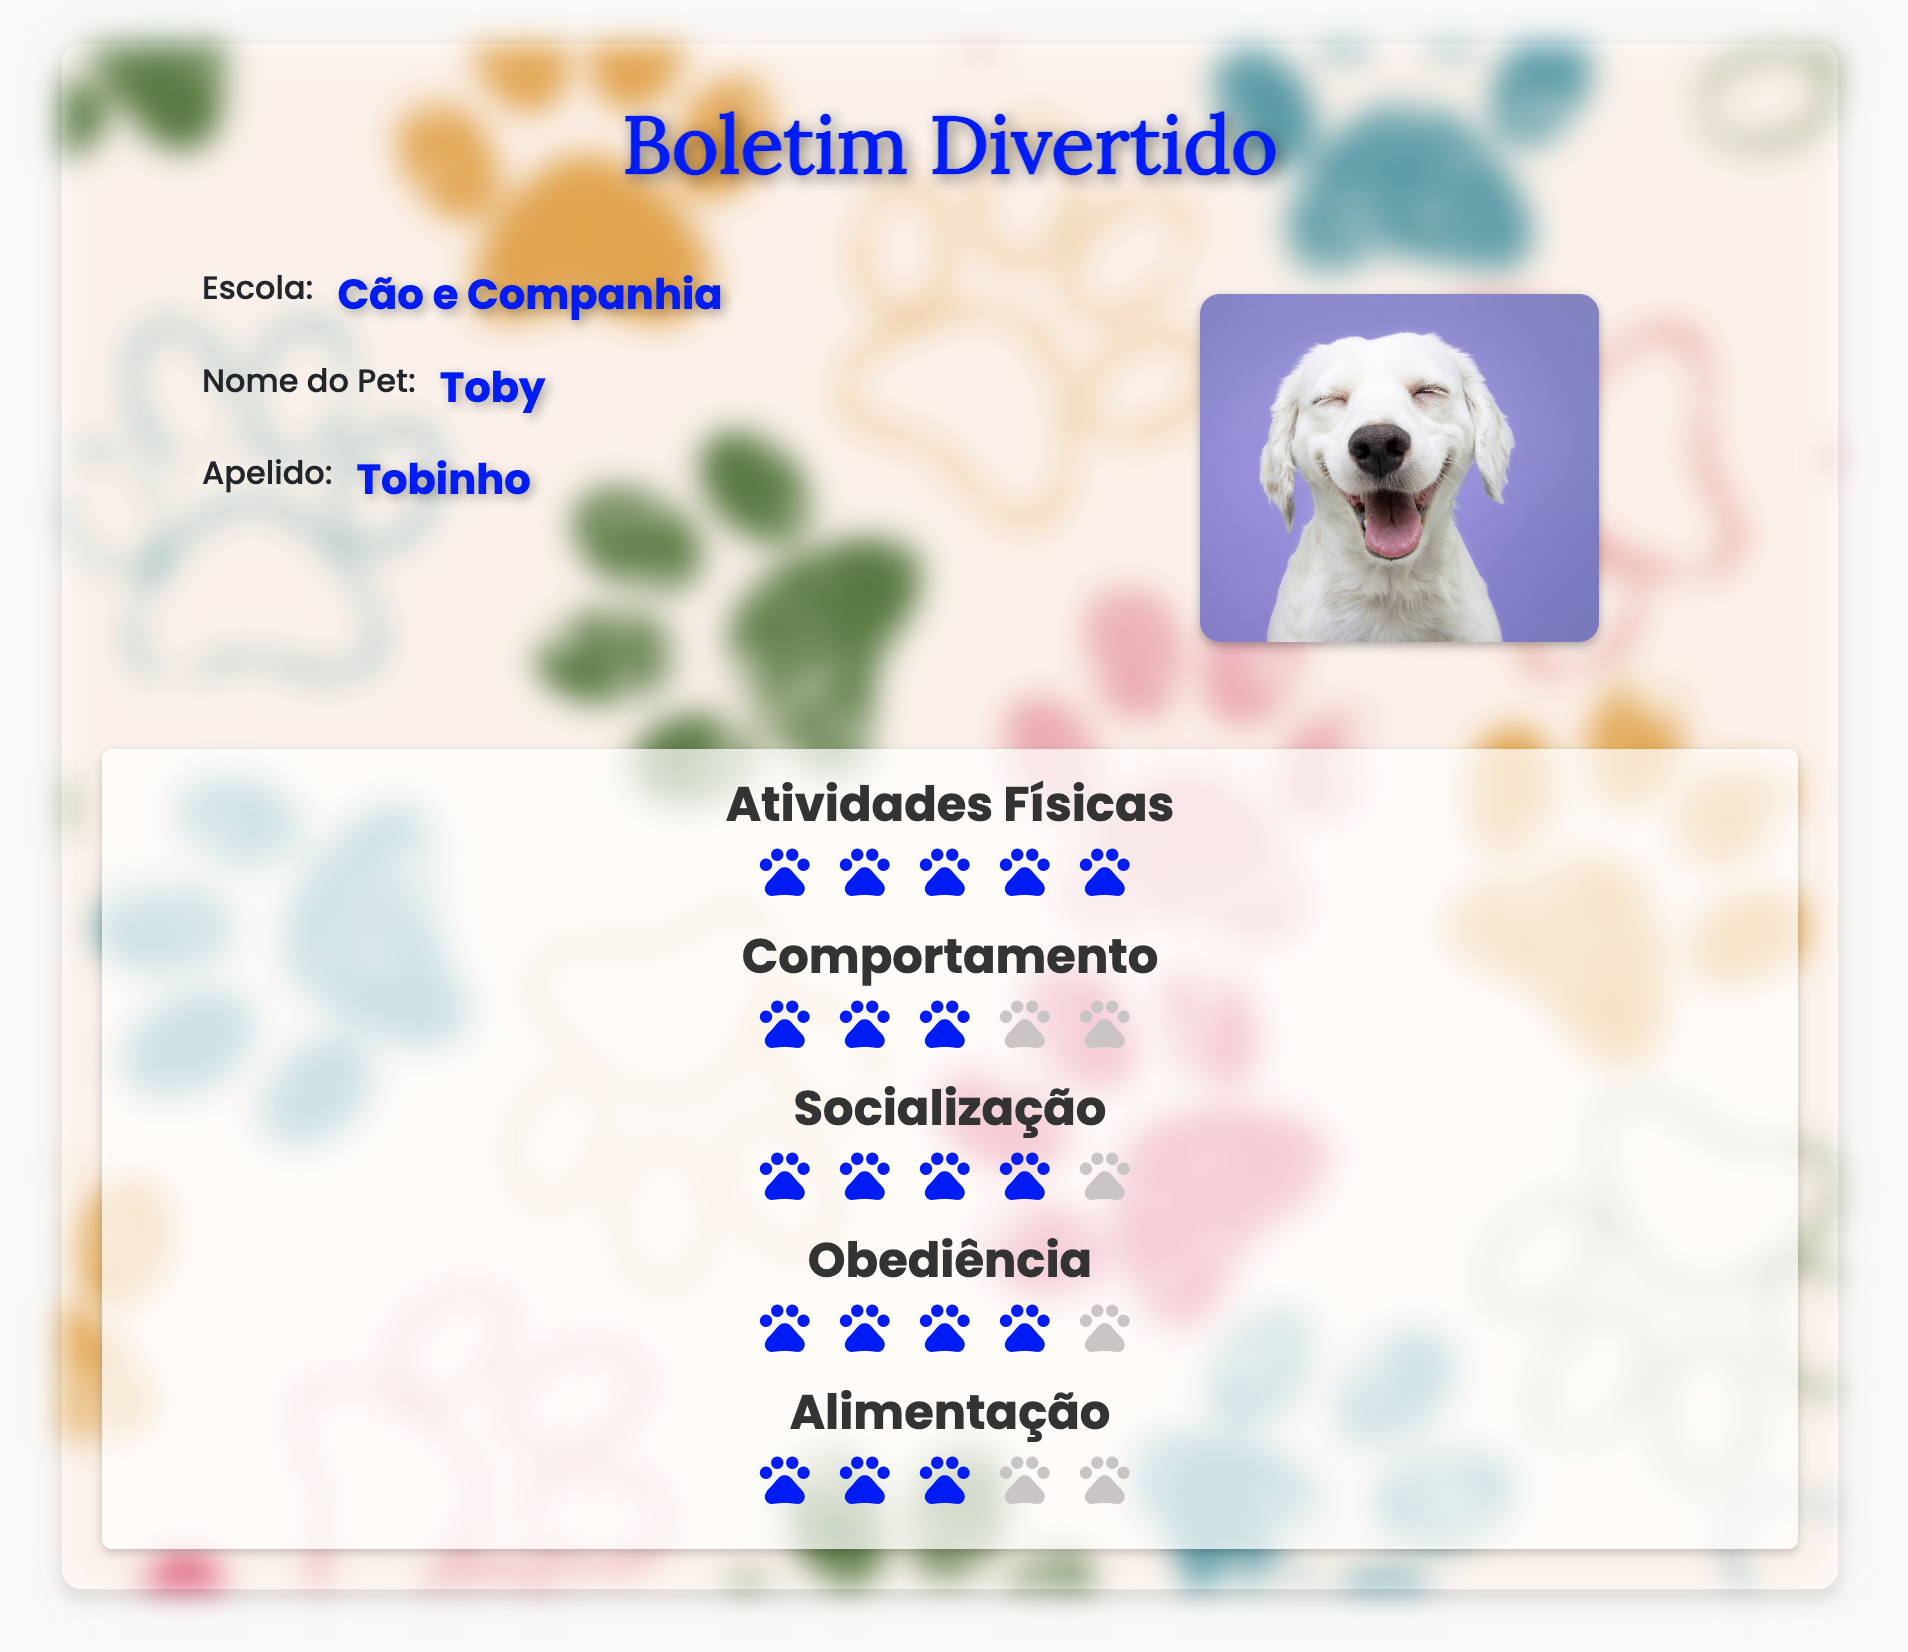 Boletim Divertido
Escola: Cão e Companhia
Nome do Pet: Toby
Apelido: Tobinho
Atividades Físicas
Comportamento
Socialização
Obediência
Alimentação